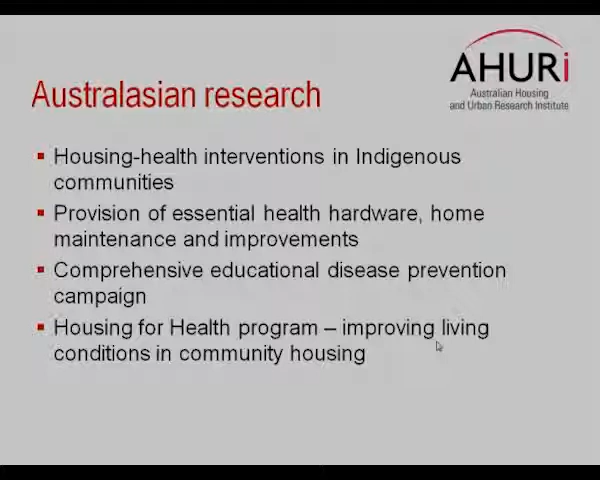 AHURi
Australian Housing
and Urban Research Institute
Australasian research
▪ Housing-health interventions in Indigenous
communities
▪ Provision of essential health hardware, home
maintenance and improvements
▪ Comprehensive educational disease prevention
campaign
▪ Housing for Health program – improving living
conditions in community housing